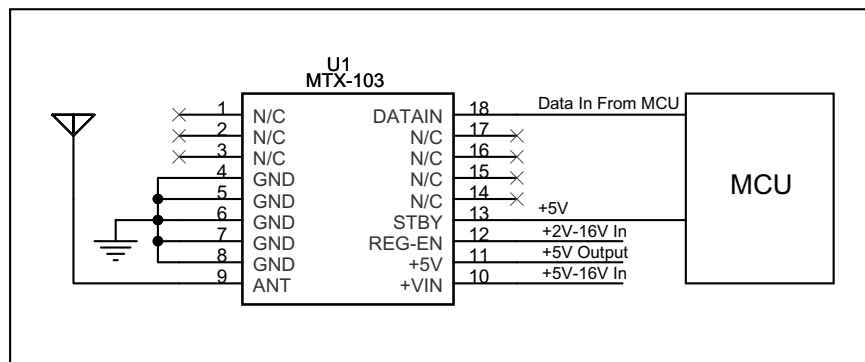 U1
MTX-103
1 N/C DATAIN 18 Data In From MCU
2 N/C N/C 17
3 N/C N/C 16
4 GND N/C 15
5 GND N/C 14
6 GND STBY 13 +5V
7 GND REG-EN 12 +2V-16V In
8 GND +5V 11 +5V Output
9 ANT +VIN 10 +5V-16V In
MCU